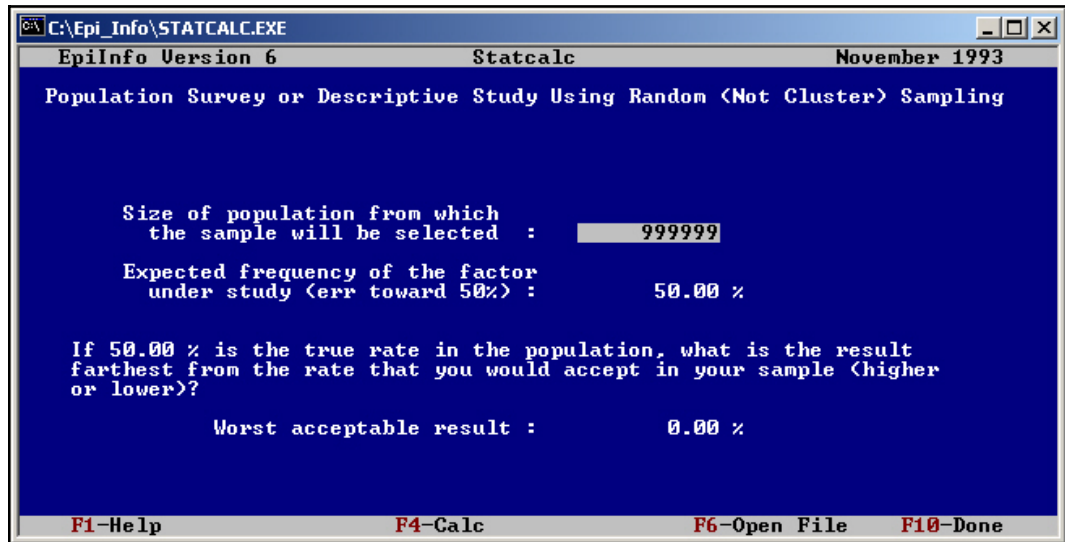 C:\Epi_Info\STATCALC.EXE
EpiInfo Version 6 Statcalc November 1993
Population Survey or Descriptive Study Using Random (Not Cluster) Sampling
Size of population from which
the sample will be selected : 999999
Expected frequency of the factor
under study (err toward 50%) : 50.00 %
If 50.00 % is the true rate in the population, what is the result
farthest from the rate that you would accept in your sample (higher
or lower)?
Worst acceptable result : 0.00 %
F1-Help F4-Calc F6-Open File F10-Done